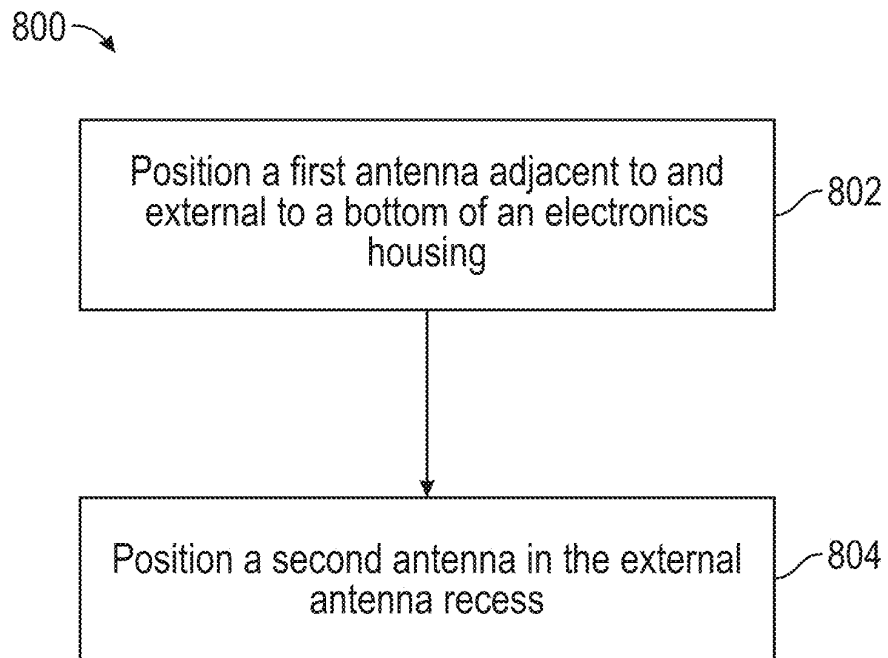 800
Position a first antenna adjacent to and
external to a bottom of an electronics
housing
802
Position a second antenna in the external
antenna recess
804